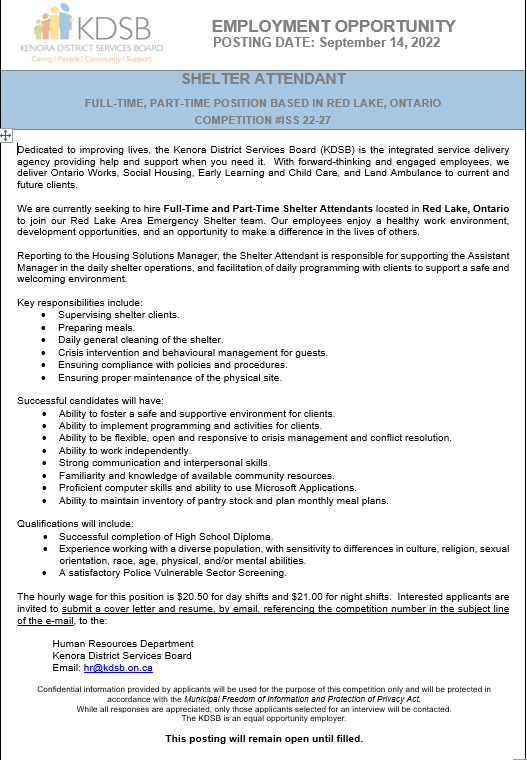 KDSB
KENORA DISTRICT SERVICES BOARD
Caring | People | Community | Support
EMPLOYMENT OPPORTUNITY
POSTING DATE: September 14, 2022
SHELTER ATTENDANT
FULL-TIME, PART-TIME POSITION BASED IN RED LAKE, ONTARIO
COMPETITION #ISS 22-27
Dedicated to improving lives, the Kenora District Services Board (KDSB) is the integrated service delivery
agency providing help and support when you need it. With forward-thinking and engaged employees, we
deliver Ontario Works, Social Housing, Early Learning and Child Care, and Land Ambulance to current and
future clients.
We are currently seeking to hire Full-Time and Part-Time Shelter Attendants located in Red Lake, Ontario
to join our Red Lake Area Emergency Shelter team. Our employees enjoy a healthy work environment,
development opportunities, and an opportunity to make a difference in the lives of others.
Reporting to the Housing Solutions Manager, the Shelter Attendant is responsible for supporting the Assistant
Manager in the daily shelter operations, and facilitation of daily programming with clients to support a safe and
welcoming environment.
Key responsibilities include:
• Supervising shelter clients.
• Preparing meals.
• Daily general cleaning of the shelter.
• Crisis intervention and behavioural management for guests.
• Ensuring compliance with policies and procedures.
• Ensuring proper maintenance of the physical site.
Successful candidates will have:
• Ability to foster a safe and supportive environment for clients.
• Ability to implement programming and activities for clients.
• Ability to be flexible, open and responsive to crisis management and conflict resolution.
• Ability to work independently.
• Strong communication and interpersonal skills.
• Familiarity and knowledge of available community resources.
• Proficient computer skills and ability to use Microsoft Applications.
• Ability to maintain inventory of pantry stock and plan monthly meal plans.
Qualifications will include:
• Successful completion of High School Diploma.
• Experience working with a diverse population, with sensitivity to differences in culture, religion, sexual
orientation, race, age, physical, and/or mental abilities.
• A satisfactory Police Vulnerable Sector Screening.
The hourly wage for this position is $20.50 for day shifts and $21.00 for night shifts. Interested applicants are
invited to submit a cover letter and resume, by email, referencing the competition number in the subject line
of the e-mail, to the:
Human Resources Department
Kenora District Services Board
Email: hr@kdsb.on.ca
Confidential information provided by applicants will be used for the purpose of this competition only and will be protected in
accordance with the Municipal Freedom of Information and Protection of Privacy Act.
While all responses are appreciated, only those applicants selected for an interview will be contacted.
The KDSB is an equal opportunity employer.
This posting will remain open until filled.